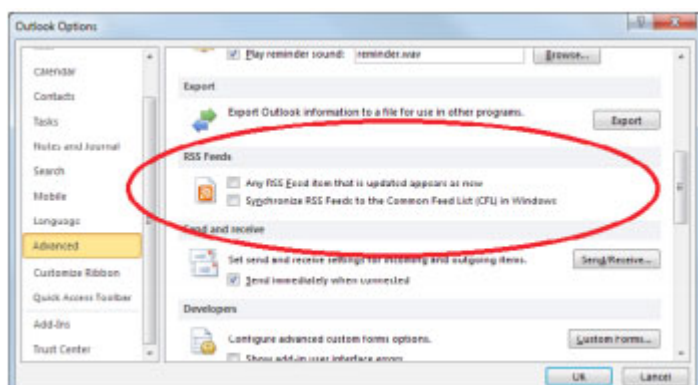 Outlook Options
Calendar
Contacts
Tasks
Notes and Journal
Search
Mobile
Language
Advanced
Customize Ribbon
Quick Access Toolbar
Add-Ins
Trust Center
Play reminder sound: reminder.wav Browse...
Export
Export Outlook information to a file for use in other programs. Export
RSS Feeds
Any RSS Feed item that is updated appears as new
Synchronize RSS Feeds to the Common Feed List (CFL) in Windows
Send and receive
Set send and receive settings for incoming and outgoing items. Send/Receive...
Send immediately when connected
Developers
Configure advanced custom forms options. Custom Forms...
Show add-in user interface errors
OK Cancel